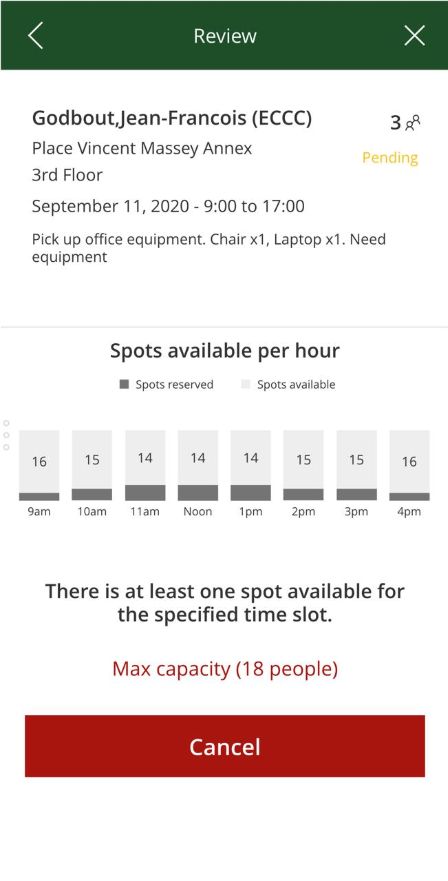 Review
Godbout,Jean-Francois (ECCC)
3
Place Vincent Massey Annex
Pending
3rd Floor
September 11, 2020 - 9:00 to 17:00
Pick up office equipment. Chair x1, Laptop x1. Need
equipment
Spots available per hour
Spots reserved Spots available
16 15 14 14 14 15 15 16
9am 10am 11am Noon 1pm 2pm 3pm 4pm
There is at least one spot available for
the specified time slot.
Max capacity (18 people)
Cancel